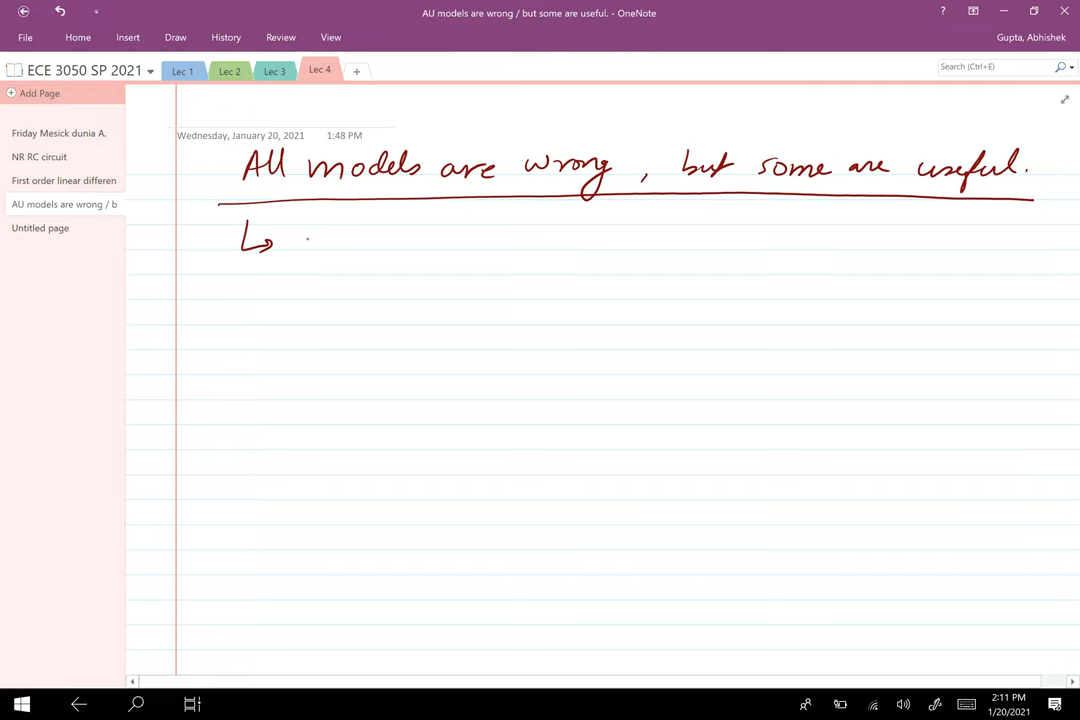 AU models are wrong / but some are useful. - OneNote
File Home Insert Draw History Review View
Gupta, Abhishek
ECE 3050 SP 2021
Lec 1 Lec 2 Lec 3 Lec 4
Search (Ctrl+E)
Add Page
Friday Mesick dunia A.
NR RC circuit
First order linear differen
AU models are wrong / b
Untitled page
Wednesday, January 20, 2021 1:48 PM
All models are wrong, but some are useful.
2:11 PM
1/20/2021